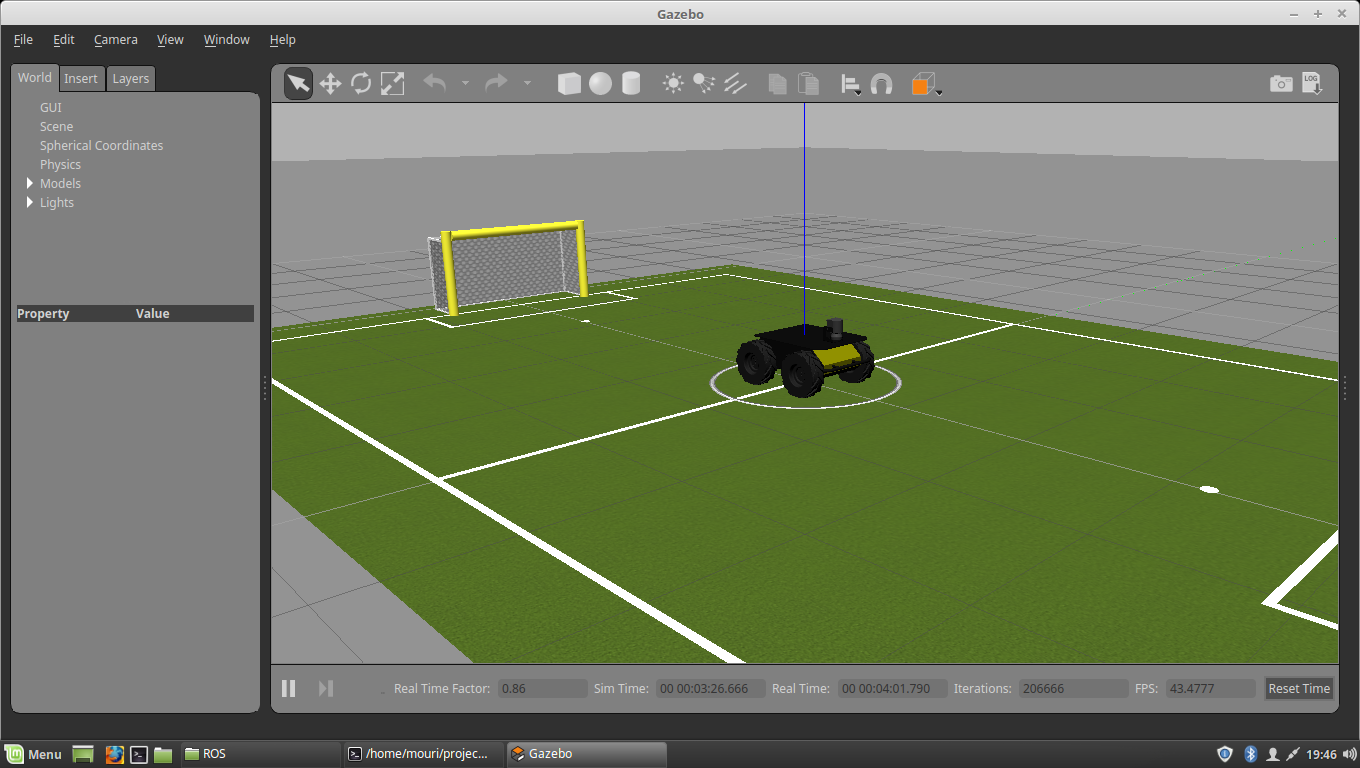 Gazebo
File Edit Camera View Window Help
World Insert Layers
LOG
GUI
Scene
Spherical Coordinates
Physics
Models
Lights
Property Value
Real Time Factor: 0.86 Sim Time: 00 00:03:26.666 Real Time: 00 00:04:01.790 Iterations: 206666 FPS: 43.4777 Reset Time
Menu ROS /home/mouri/projec... Gazebo 19:46